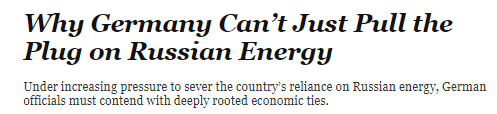 Why Germany Can’t Just Pull the
Plug on Russian Energy
Under increasing pressure to sever the country’s reliance on Russian energy, German
officials must contend with deeply rooted economic ties.